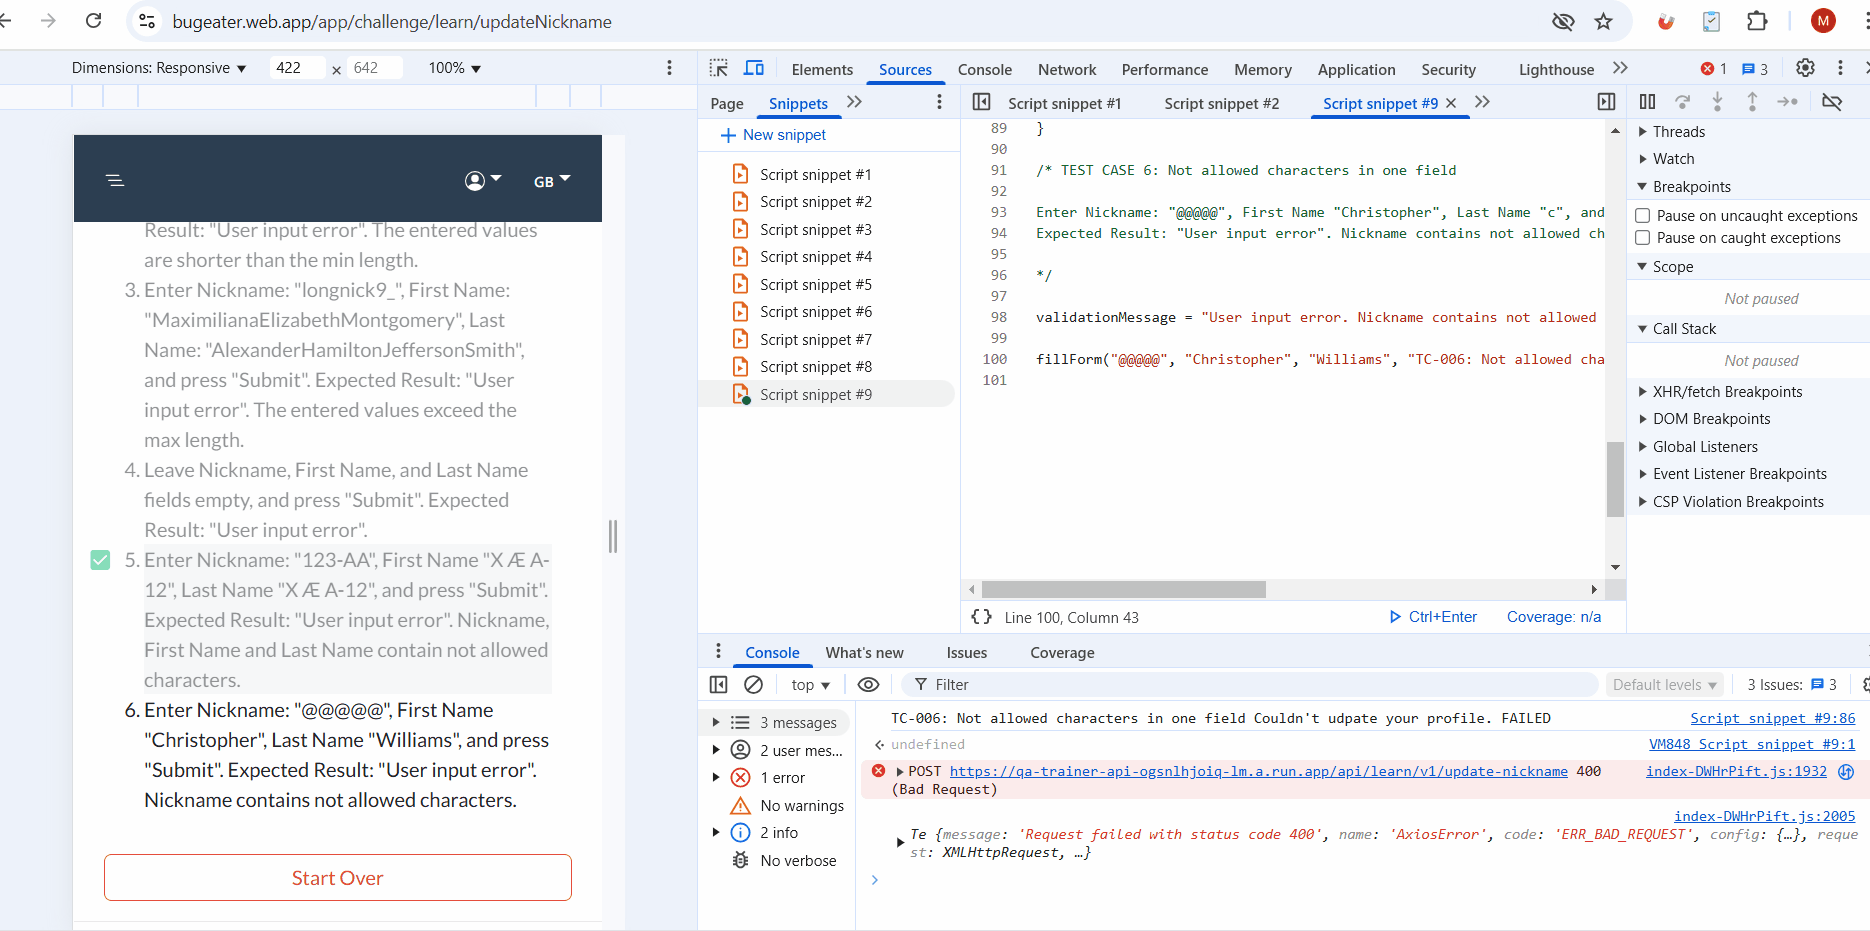 bugeater.web.app/app/challenge/learn/updateNickname
M
Dimensions: Responsive ▼ 422 × 642 100% ▼
Elements Sources Console Network Performance Memory Application Security Lighthouse 1 3
Page Snippets
Script snippet #1 Script snippet #2 Script snippet #9
New snippet
Script snippet #1
Script snippet #2
Script snippet #3
Script snippet #4
Script snippet #5
Script snippet #6
Script snippet #7
Script snippet #8
Script snippet #9
GB
Result: "User input error". The entered values
are shorter than the min length.
3. Enter Nickname: "longnick9_", First Name:
"MaximilianaElizabethMontgomery", Last
Name: "AlexanderHamiltonJeffersonSmith",
and press "Submit". Expected Result: "User
input error". The entered values exceed the
max length.
4. Leave Nickname, First Name, and Last Name
fields empty, and press "Submit". Expected
Result: "User input error".
5. Enter Nickname: "123-AA", First Name "X Æ A-
12", Last Name "X Æ A-12", and press "Submit".
Expected Result: "User input error". Nickname,
First Name and Last Name contain not allowed
characters.
6. Enter Nickname: "@@@@@", First Name
"Christopher", Last Name "Williams", and press
"Submit". Expected Result: "User input error".
Nickname contains not allowed characters.
Start Over
89 }
90
91 /* TEST CASE 6: Not allowed characters in one field
92
93 Enter Nickname: "@@@@@", First Name "Christopher", Last Name "c", and
94 Expected Result: "User input error". Nickname contains not allowed ch
95
96 */
97
98 validationMessage = "User input error. Nickname contains not allowed
99
100 fillForm("@@@@@", "Christopher", "Williams", "TC-006: Not allowed cha
101
{} Line 100, Column 43 Ctrl+Enter Coverage: n/a
Threads
Watch
Breakpoints
Pause on uncaught exceptions
Pause on caught exceptions
Scope
Not paused
Call Stack
Not paused
XHR/fetch Breakpoints
DOM Breakpoints
Global Listeners
Event Listener Breakpoints
CSP Violation Breakpoints
Console What's new Issues Coverage
top ▼ Filter Default levels ▼ 3 Issues: 3
3 messages
2 user mes...
1 error
No warnings
2 info
No verbose
TC-006: Not allowed characters in one field Couldn't udpate your profile. FAILED Script snippet #9:86
undefined VM848 Script snippet #9:1
POST https://qa-trainer-api-ogsnlhjoiq-lm.a.run.app/api/learn/v1/update-nickname 400 index-DWHrPift.js:1932
(Bad Request)
index-DWHrPift.js:2005
Te {message: 'Request failed with status code 400', name: 'AxiosError', code: 'ERR_BAD_REQUEST', config: {…}, reque
st: XMLHttpRequest, …}